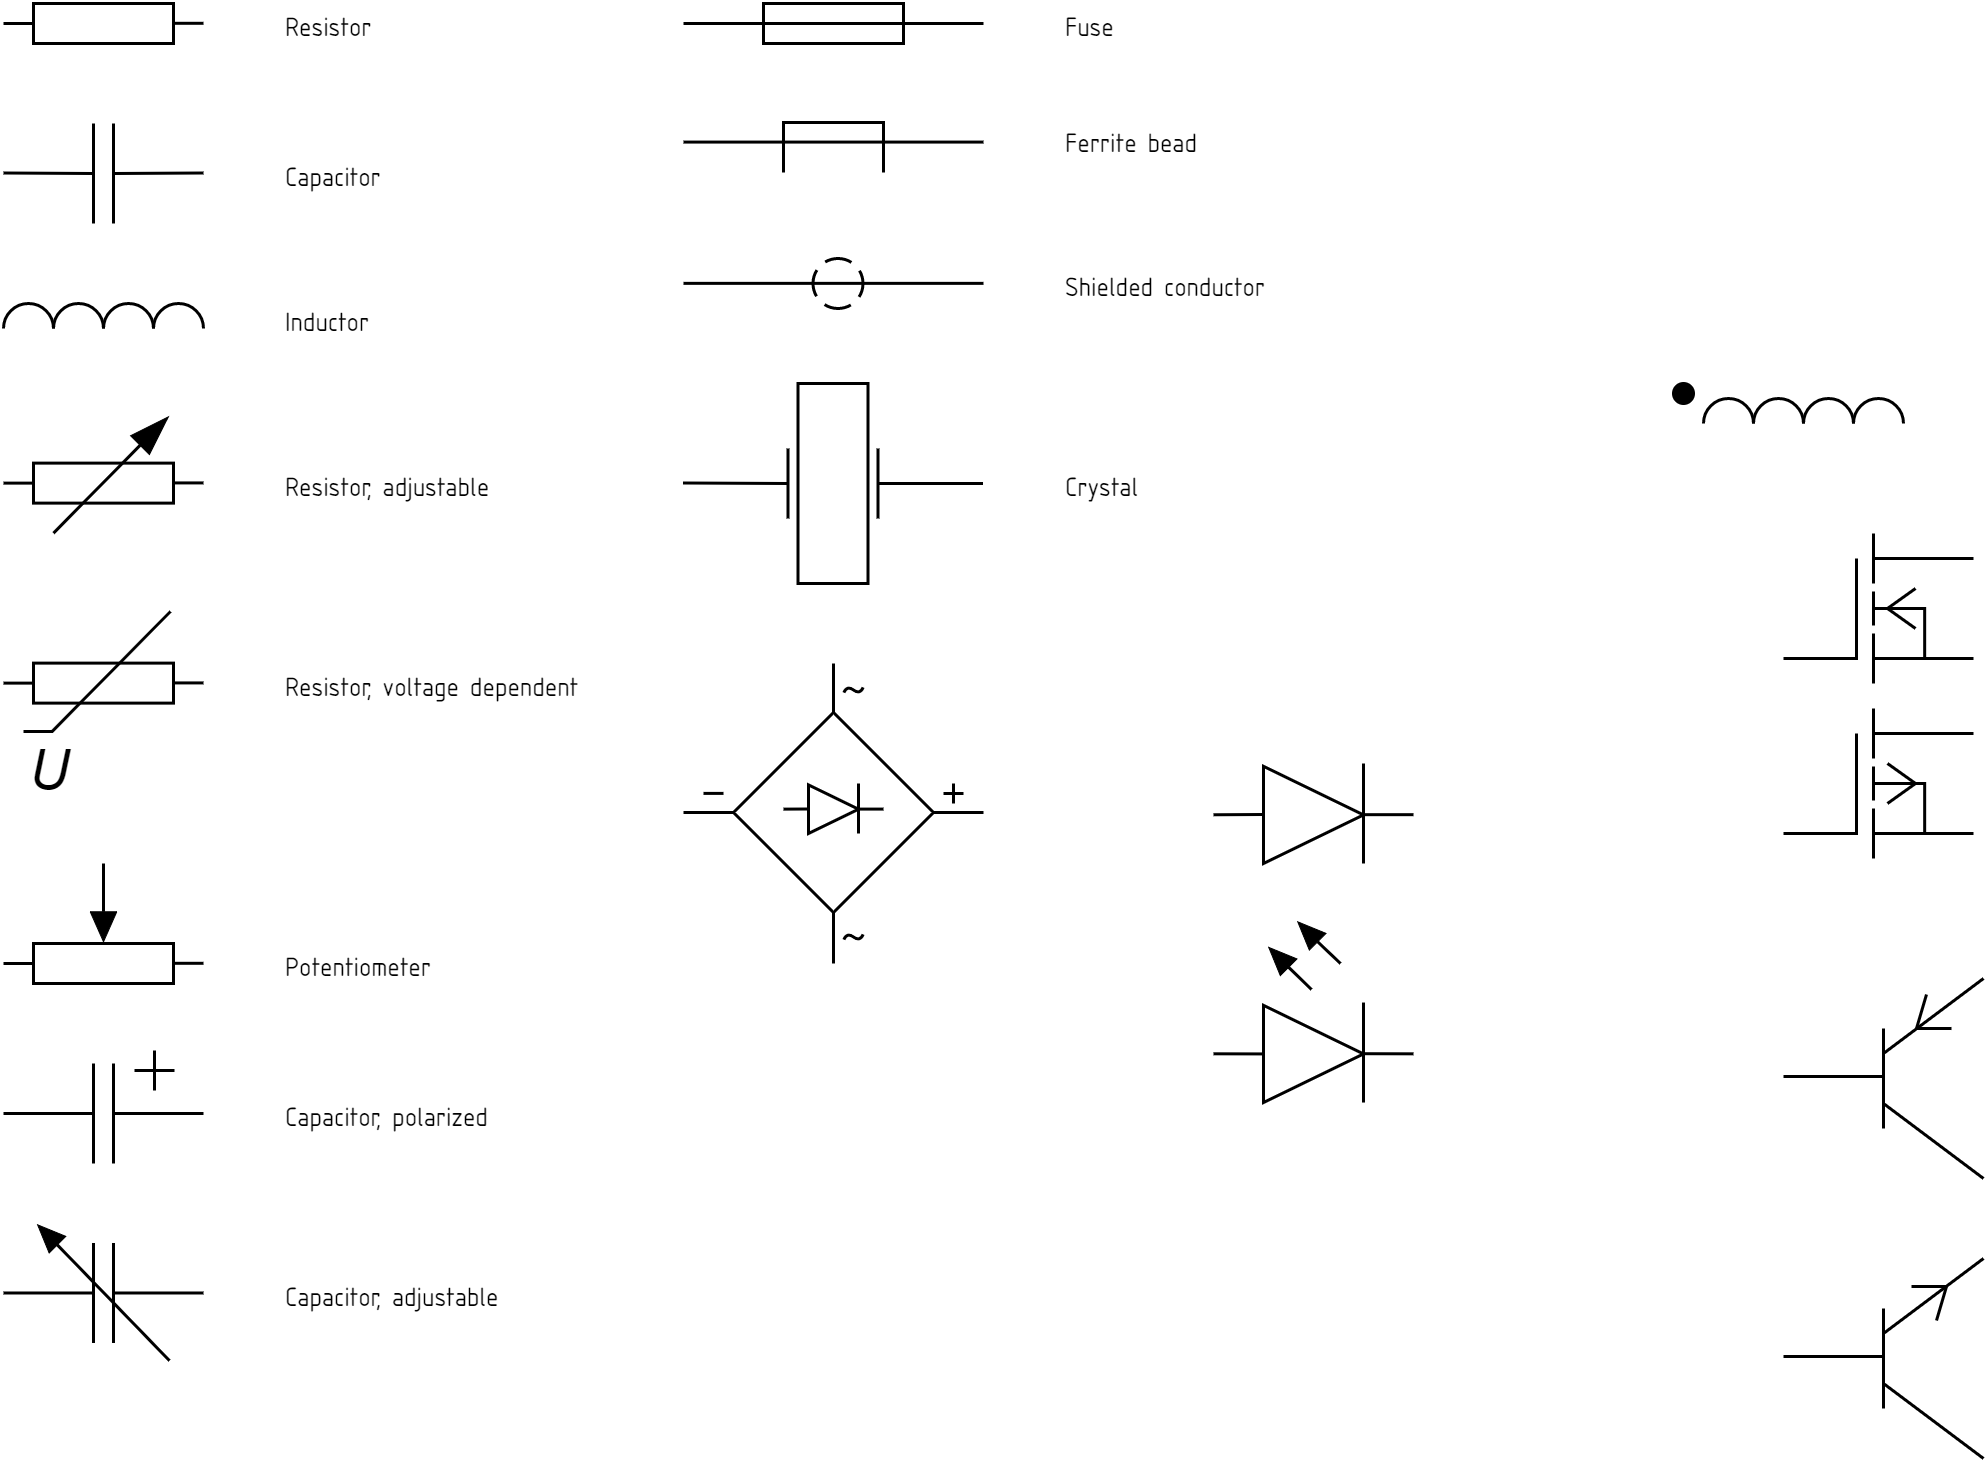 Resistor
Capacitor
Inductor
Resistor, adjustable
Resistor, voltage dependent
U
Potentiometer
+
Capacitor, polarized
Capacitor, adjustable
Fuse
Ferrite bead
Shielded conductor
Crystal
~
− +
~